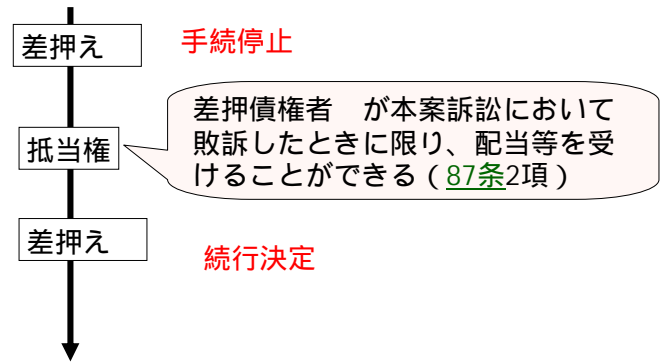 差押え
手続停止
差押債権者　が本案訴訟において
敗訴したときに限り、配当等を受
けることができる（87条2項）
抵当権
差押え
続行決定